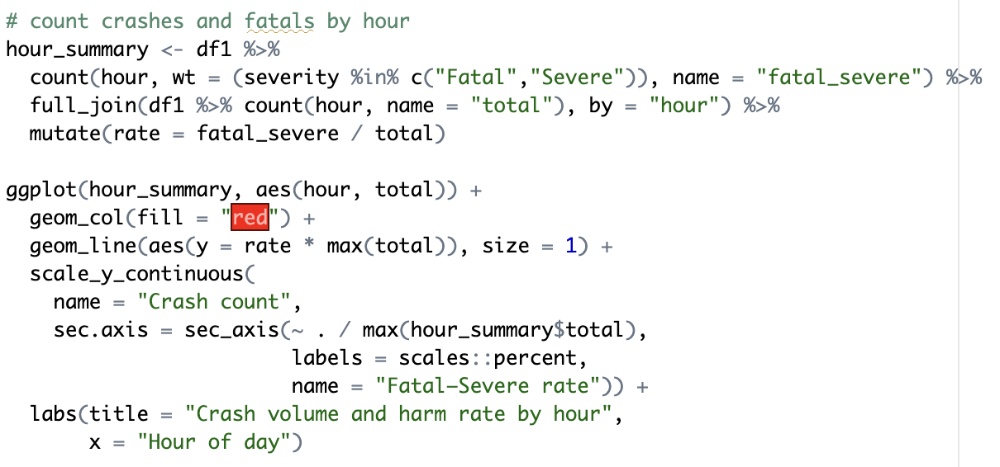 # count crashes and fatals by hour
hour_summary <- df1 %>%
  count(hour, wt = (severity %in% c("Fatal","Severe")), name = "fatal_severe") %>%
  full_join(df1 %>% count(hour, name = "total"), by = "hour") %>%
  mutate(rate = fatal_severe / total)

ggplot(hour_summary, aes(hour, total)) +
  geom_col(fill = "red") +
  geom_line(aes(y = rate * max(total)), size = 1) +
  scale_y_continuous(
    name = "Crash count",
    sec.axis = sec_axis(~ . / max(hour_summary$total),
                        labels = scales::percent,
                        name = "Fatal–Severe rate")) +
  labs(title = "Crash volume and harm rate by hour",
       x = "Hour of day")